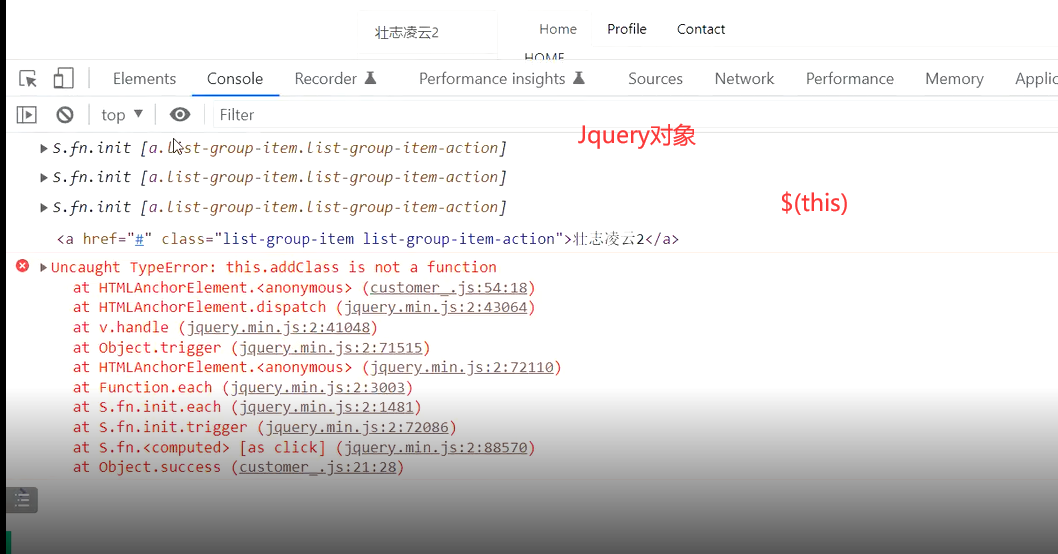 壮志凌云2 Home Profile Contact
HOME
Elements Console Recorder Performance insights Sources Network Performance Memory Applic
top Filter
Jquery对象
S.fn.init [a.list-group-item.list-group-item-action]
S.fn.init [a.list-group-item.list-group-item-action]
$(this)
S.fn.init [a.list-group-item.list-group-item-action]
<a href="#" class="list-group-item list-group-item-action">壮志凌云2</a>
Uncaught TypeError: this.addClass is not a function
at HTMLAnchorElement.<anonymous> (customer_.js:54:18)
at HTMLAnchorElement.dispatch (jquery.min.js:2:43064)
at v.handle (jquery.min.js:2:41048)
at Object.trigger (jquery.min.js:2:71515)
at HTMLAnchorElement.<anonymous> (jquery.min.js:2:72110)
at Function.each (jquery.min.js:2:3003)
at S.fn.init.each (jquery.min.js:2:1481)
at S.fn.init.trigger (jquery.min.js:2:72086)
at S.fn.<computed> [as click] (jquery.min.js:2:88570)
at Object.success (customer_.js:21:28)